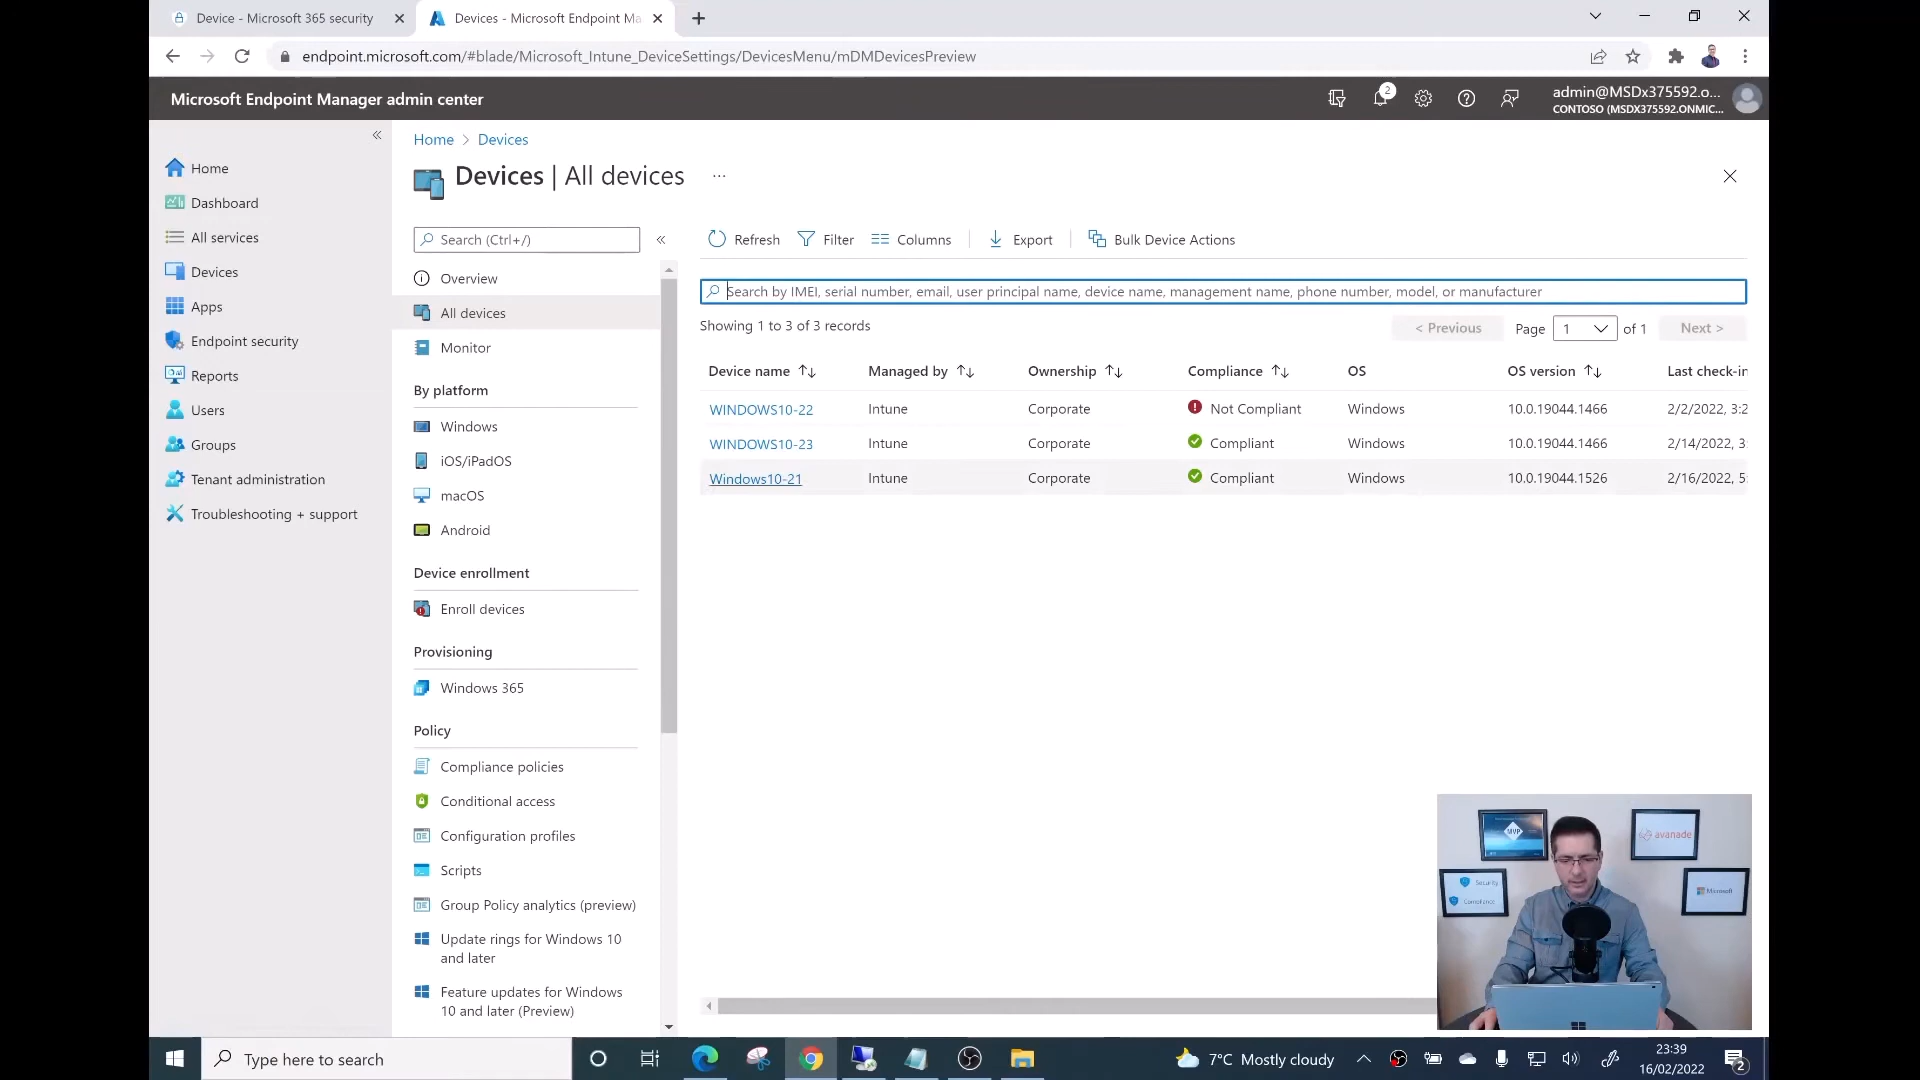 Device - Microsoft 365 security
Devices - Microsoft Endpoint Ma
endpoint.microsoft.com/#blade/Microsoft_Intune_DeviceSettings/DevicesMenu/mDMDevicesPreview
Microsoft Endpoint Manager admin center
2
admin@MSDx375592.o...
CONTOSO (MSDX375592.ONMIC...
Home
Dashboard
All services
Devices
Apps
Endpoint security
Reports
Users
Groups
Tenant administration
Troubleshooting + support
Home > Devices
Devices | All devices ...
Search (Ctrl+/)
Overview
All devices
Monitor
By platform
Windows
iOS/iPadOS
macOS
Android
Device enrollment
Enroll devices
Provisioning
Windows 365
Policy
Compliance policies
Conditional access
Configuration profiles
Scripts
Group Policy analytics (preview)
Update rings for Windows 10
and later
Feature updates for Windows
10 and later (Preview)
Refresh Filter Columns Export Bulk Device Actions
Search by IMEI, serial number, email, user principal name, device name, management name, phone number, model, or manufacturer
Showing 1 to 3 of 3 records
< Previous Page 1 of 1 Next >
Device name Managed by Ownership Compliance OS OS version Last check-in
WINDOWS10-22 Intune Corporate Not Compliant Windows 10.0.19044.1466 2/2/2022, 3:2
WINDOWS10-23 Intune Corporate Compliant Windows 10.0.19044.1466 2/14/2022, 3:
Windows10-21 Intune Corporate Compliant Windows 10.0.19044.1526 2/16/2022, 5:
MVP
avanade
Security
Compliance
Microsoft
Type here to search
7°C Mostly cloudy
23:39
16/02/2022
2